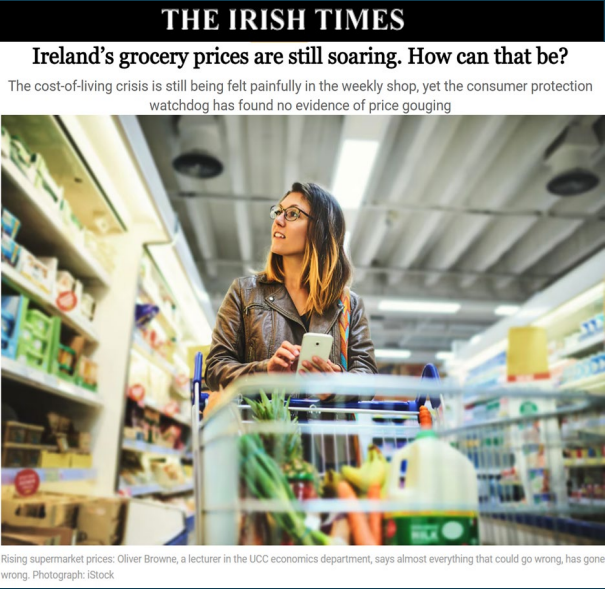 THE IRISH TIMES
Ireland's grocery prices are still soaring. How can that be?
The cost-of-living crisis is still being felt painfully in the weekly shop, yet the consumer protection
watchdog has found no evidence of price gouging
MILK
Rising supermarket prices: Oliver Browne, a lecturer in the UCC economics department, says almost everything that could go wrong, has gone
wrong. Photograph: iStock